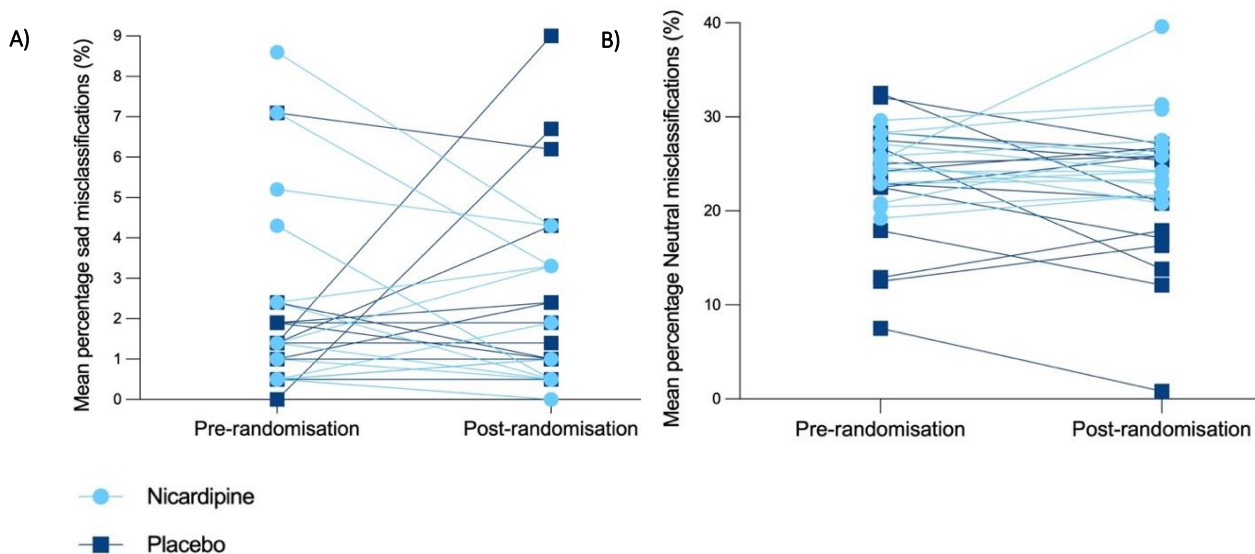 A)
Mean percentage sad misclassifications (%)
9
8
7
6
5
4
3
2
1
0
Pre-randomisation Post-randomisation
B)
Mean percentage Neutral misclassifications (%)
40
30
20
10
0
Pre-randomisation Post-randomisation
Nicardipine
Placebo